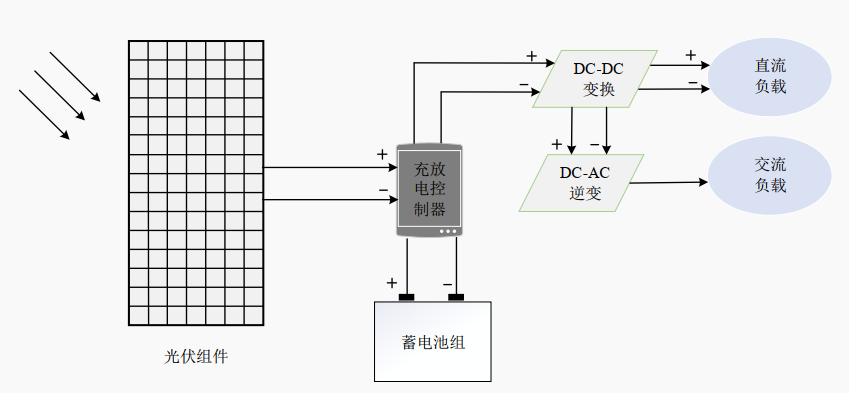 +
−
DC-DC
变换
+
−
直流
负载
+
−
充放
电控
制器
+
−
DC-AC
逆变
交流
负载
+
−
蓄电池组
光伏组件